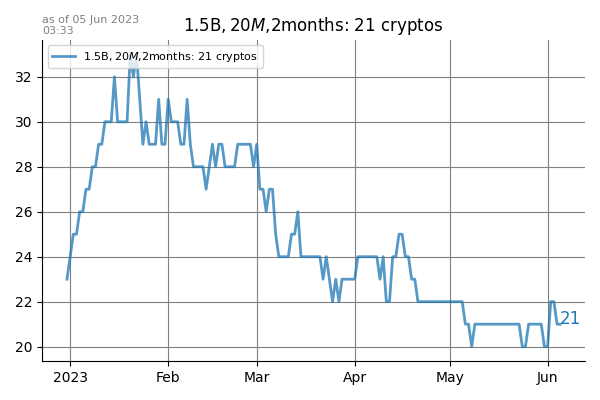 as of 05 Jun 2023
03:33
1.5B, 20M,2months: 21 cryptos
1.5B, 20M,2months: 21 cryptos
32
30
28
26
24
22
20
21
2023 Feb Mar Apr May Jun